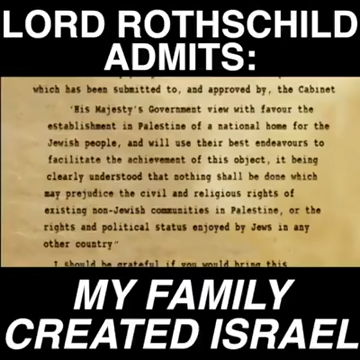 LORD ROTHSCHILD
ADMITS:
which has been submitted to, and approved by, the Cabinet
'His Majesty's Government view with favour the
establishment in Palestine of a national home for the
Jewish people, and will use their best endeavours to
facilitate the achievement of this object, it being
clearly understood that nothing shall be done which
may prejudice the civil and religious rights of
existing non-Jewish communities in Palestine, or the
rights and political status enjoyed by Jews in any
other country"
I should be grateful if you would bring this
MY FAMILY
CREATED ISRAEL